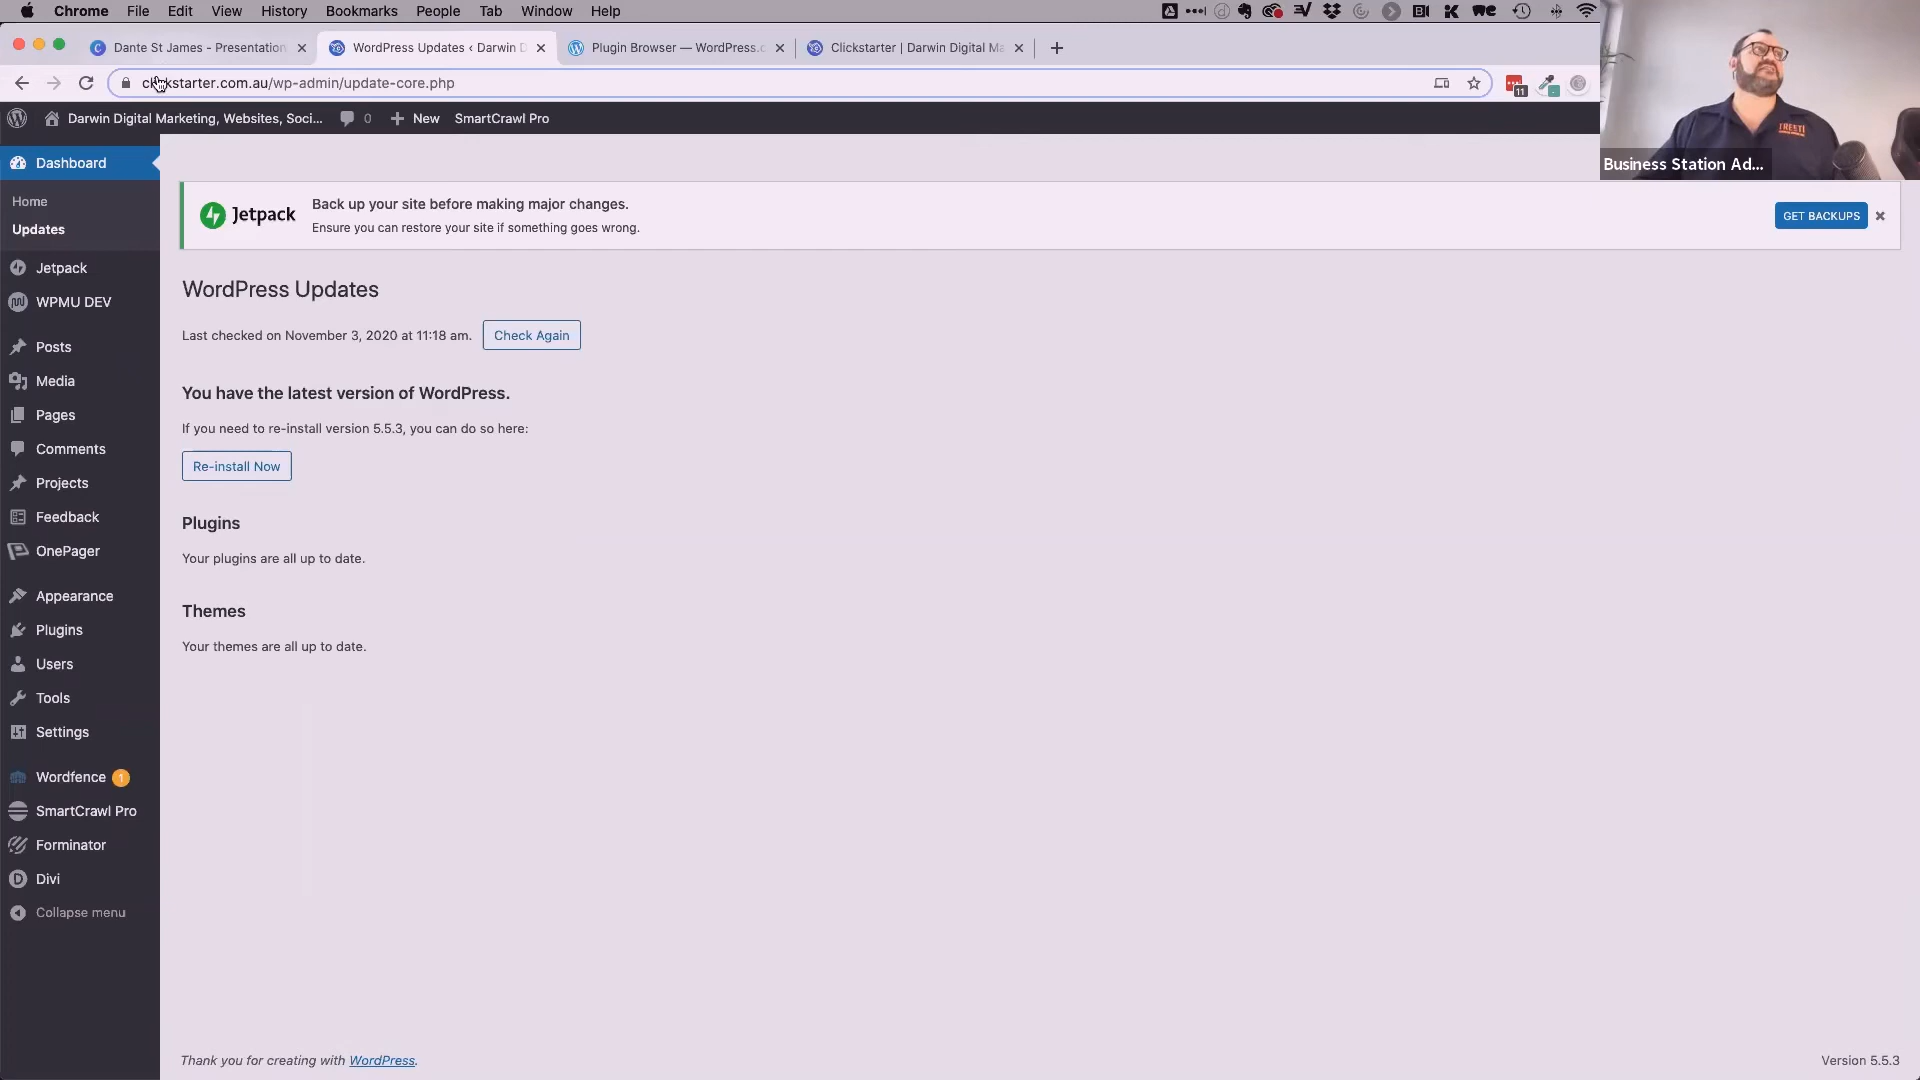 Chrome File Edit View History Bookmarks People Tab Window Help
Dante St James - Presentation
WordPress Updates ‹ Darwin D
Plugin Browser — WordPress.c
Clickstarter | Darwin Digital Ma
clickstarter.com.au/wp-admin/update-core.php
11
Darwin Digital Marketing, Websites, Soci... 0 New SmartCrawl Pro
TREETI
Business Station Ad...
Dashboard
Home
Updates
Jetpack
WPMU DEV
Posts
Media
Pages
Comments
Projects
Feedback
OnePager
Appearance
Plugins
Users
Tools
Settings
Wordfence 1
SmartCrawl Pro
Forminator
Divi
Collapse menu
Jetpack
Back up your site before making major changes.
Ensure you can restore your site if something goes wrong.
GET BACKUPS
WordPress Updates
Last checked on November 3, 2020 at 11:18 am. Check Again
You have the latest version of WordPress.
If you need to re-install version 5.5.3, you can do so here:
Re-install Now
Plugins
Your plugins are all up to date.
Themes
Your themes are all up to date.
Thank you for creating with WordPress.
Version 5.5.3